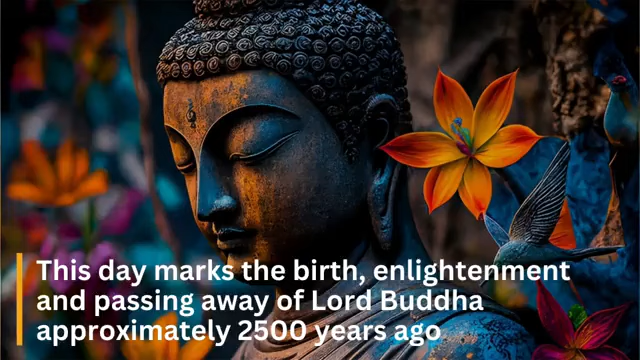 This day marks the birth, enlightenment
and passing away of Lord Buddha
approximately 2500 years ago